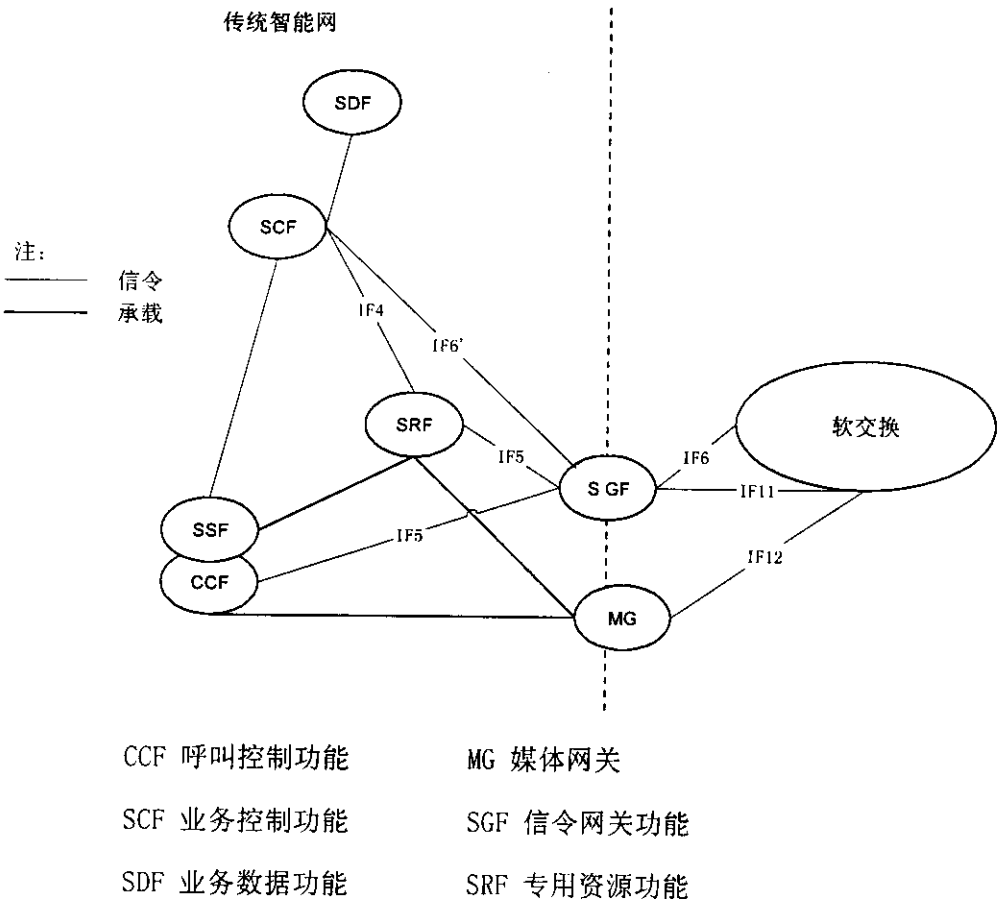 传统智能网
SDF
SCF
注:
信令
承载
IF4
IF6'
SRF
软交换
IF5
IF6
SGF
IF11
SSF
IF5
IF12
CCF
MG
CCF 呼叫控制功能
MG 媒体网关
SCF 业务控制功能
SGF 信令网关功能
SDF 业务数据功能
SRF 专用资源功能